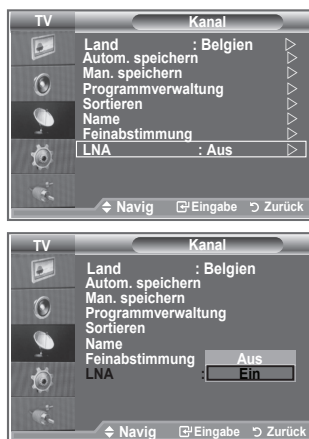 TV Kanal
Land : Belgien
Autom. speichern
Man. speichern
Programmverwaltung
Sortieren
Name
Feinabstimmung
LNA : Aus
Navig Eingabe Zurück
TV Kanal
Land : Belgien
Autom. speichern
Man. speichern
Programmverwaltung
Sortieren
Name
Feinabstimmung Aus
LNA : Ein
Navig Eingabe Zurück